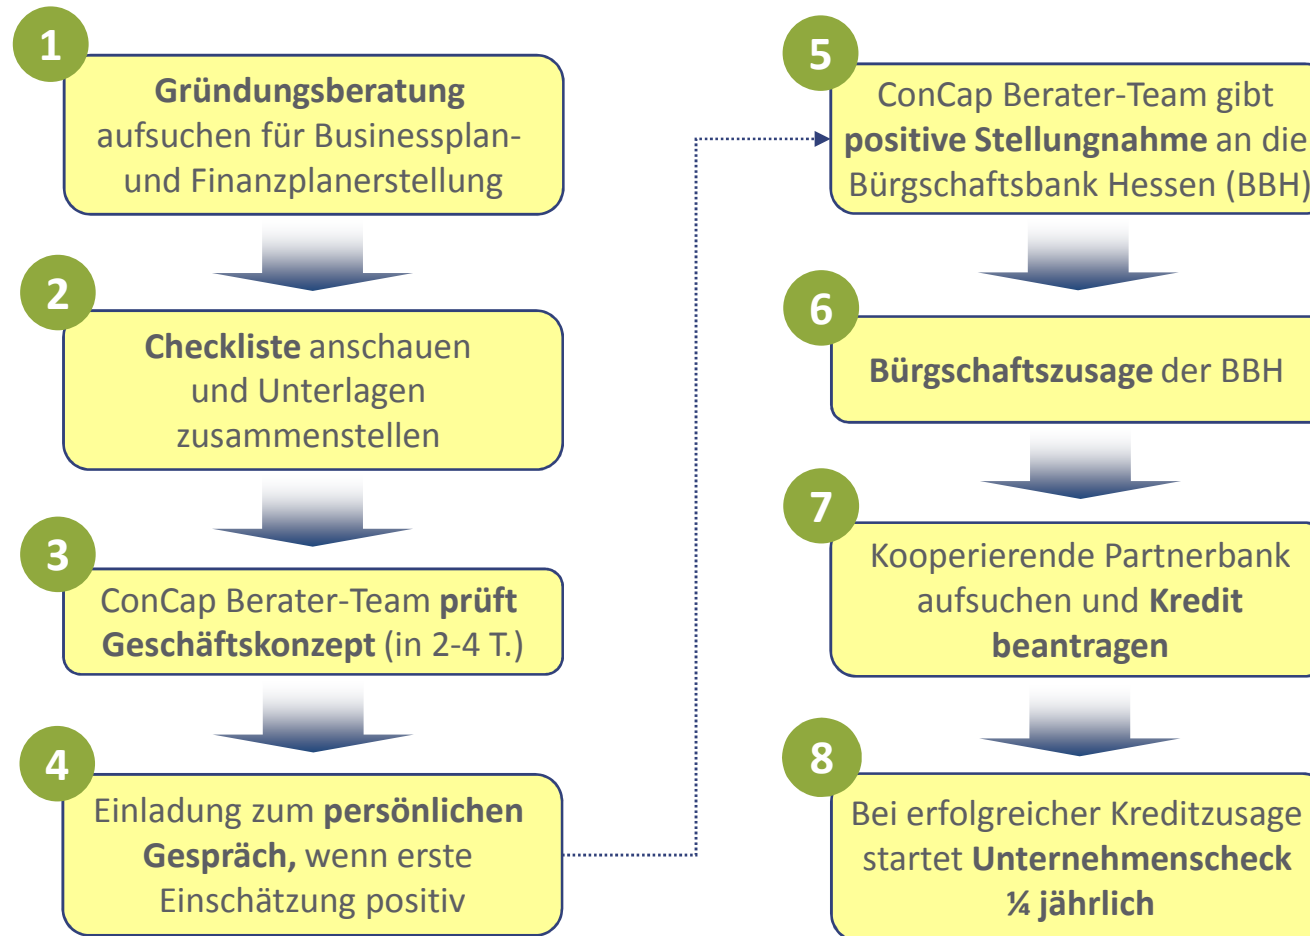 1
Gründungsberatung
aufsuchen für Businessplan-
und Finanzplanerstellung
2
Checkliste anschauen
und Unterlagen
zusammenstellen
3
ConCap Berater-Team prüft
Geschäftskonzept (in 2-4 T.)
4
Einladung zum persönlichen
Gespräch, wenn erste
Einschätzung positiv
5
ConCap Berater-Team gibt
positive Stellungnahme an die
Bürgschaftsbank Hessen (BBH)
6
Bürgschaftszusage der BBH
7
Kooperierende Partnerbank
aufsuchen und Kredit
beantragen
8
Bei erfolgreicher Kreditzusage
startet Unternehmenscheck
¼ jährlich